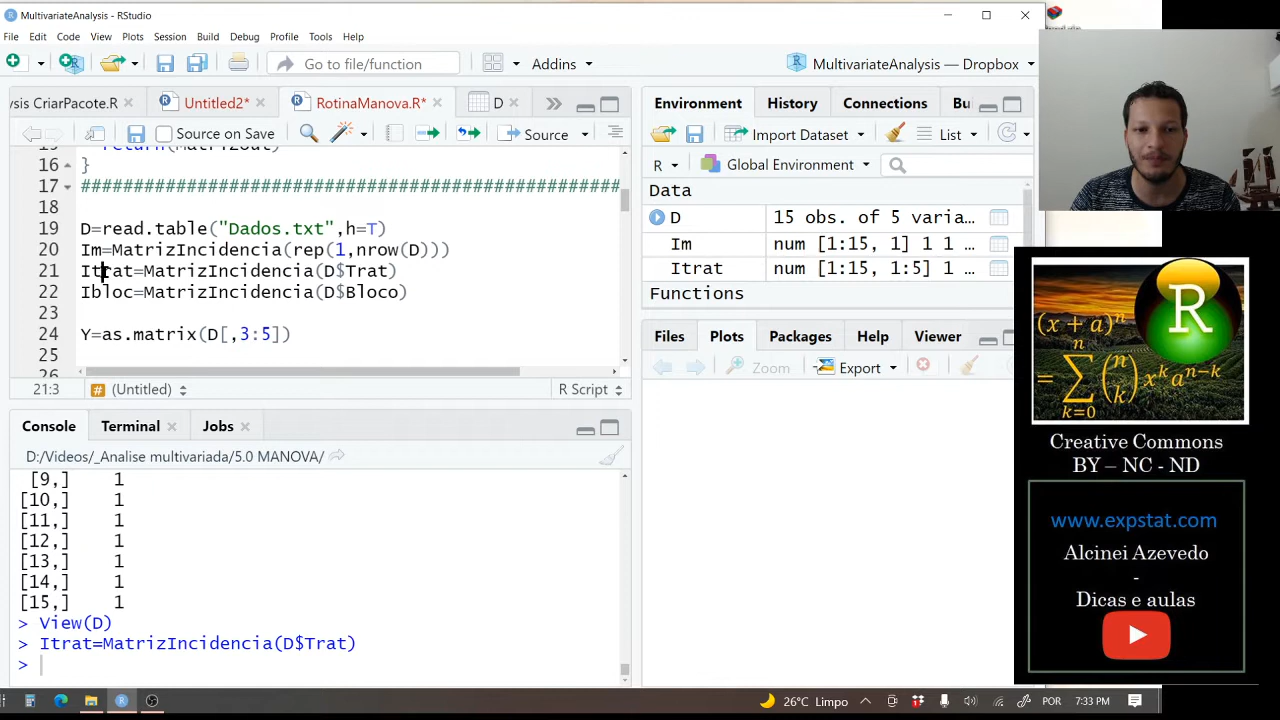 MultivariateAnalysis - RStudio
File Edit Code View Plots Session Build Debug Profile Tools Help
Go to file/function Addins MultivariateAnalysis — Dropbox
ysis CriarPacote.R Untitled2* RotinaManova.R* D
Environment History Connections Bu
Source on Save Source
Import Dataset List
R Global Environment
15 return(MatrizOut)
16 }
17 ####################################################
18
19 D=read.table("Dados.txt",h=T)
20 Im=MatrizIncidencia(rep(1,nrow(D)))
21 Itrat=MatrizIncidencia(D$Trat)
22 Ibloc=MatrizIncidencia(D$Bloco)
23
24 Y=as.matrix(D[,3:5])
25
26
21:3 # (Untitled) R Script
Data
D 15 obs. of 5 varia…
Im num [1:15, 1] 1 1 …
Itrat num [1:15, 1:5] 1 …
Functions
Files Plots Packages Help Viewer
Zoom Export
Console Terminal Jobs
D:/Videos/_Analise multivariada/5.0 MANOVA/
[9,] 1
[10,] 1
[11,] 1
[12,] 1
[13,] 1
[14,] 1
[15,] 1
> View(D)
> Itrat=MatrizIncidencia(D$Trat)
>
R
(x + a)^n
= ∑ k=0 n (n k) x^k a^{n−k}
Creative Commons
BY – NC - ND
www.expstat.com
Alcinei Azevedo
-
Dicas e aulas
26°C Limpo POR 7:33 PM